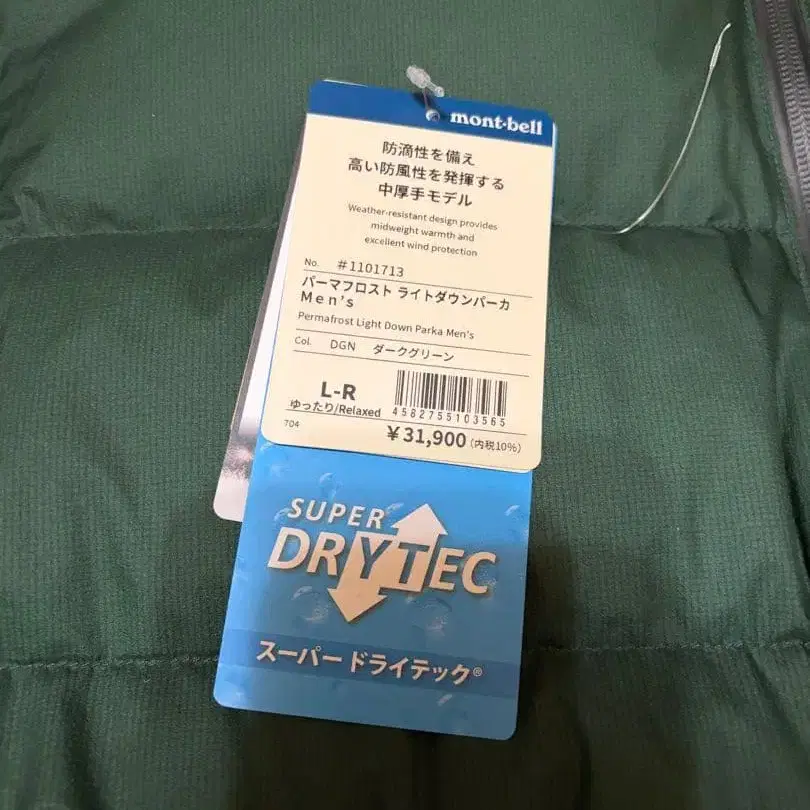 mont-bell
防滴性を備え
高い防風性を発揮する
中厚手モデル
Weather-resistant design provides
midweight warmth and
excellent wind protection
No. #1101713
パーマフロスト ライトダウンパーカ
Men's
Permafrost Light Down Parka Men's
Col. DGN ダークグリーン
L-R
ゆったり/Relaxed
4582755103565
704
¥31,900(内税10%)
SUPER
DRYTEC
スーパー ドライテック®